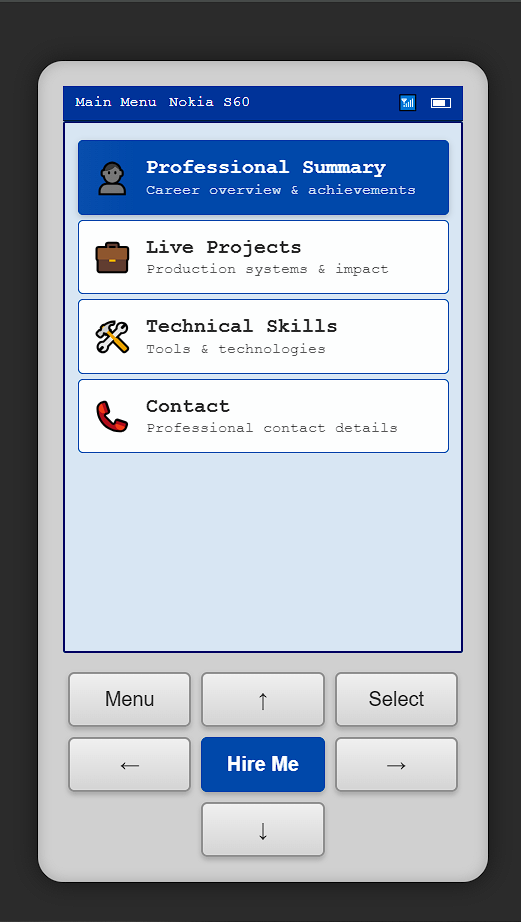 Main Menu Nokia S60
Professional Summary
Career overview & achievements
Live Projects
Production systems & impact
Technical Skills
Tools & technologies
Contact
Professional contact details
Menu ↑ Select
← Hire Me →
↓